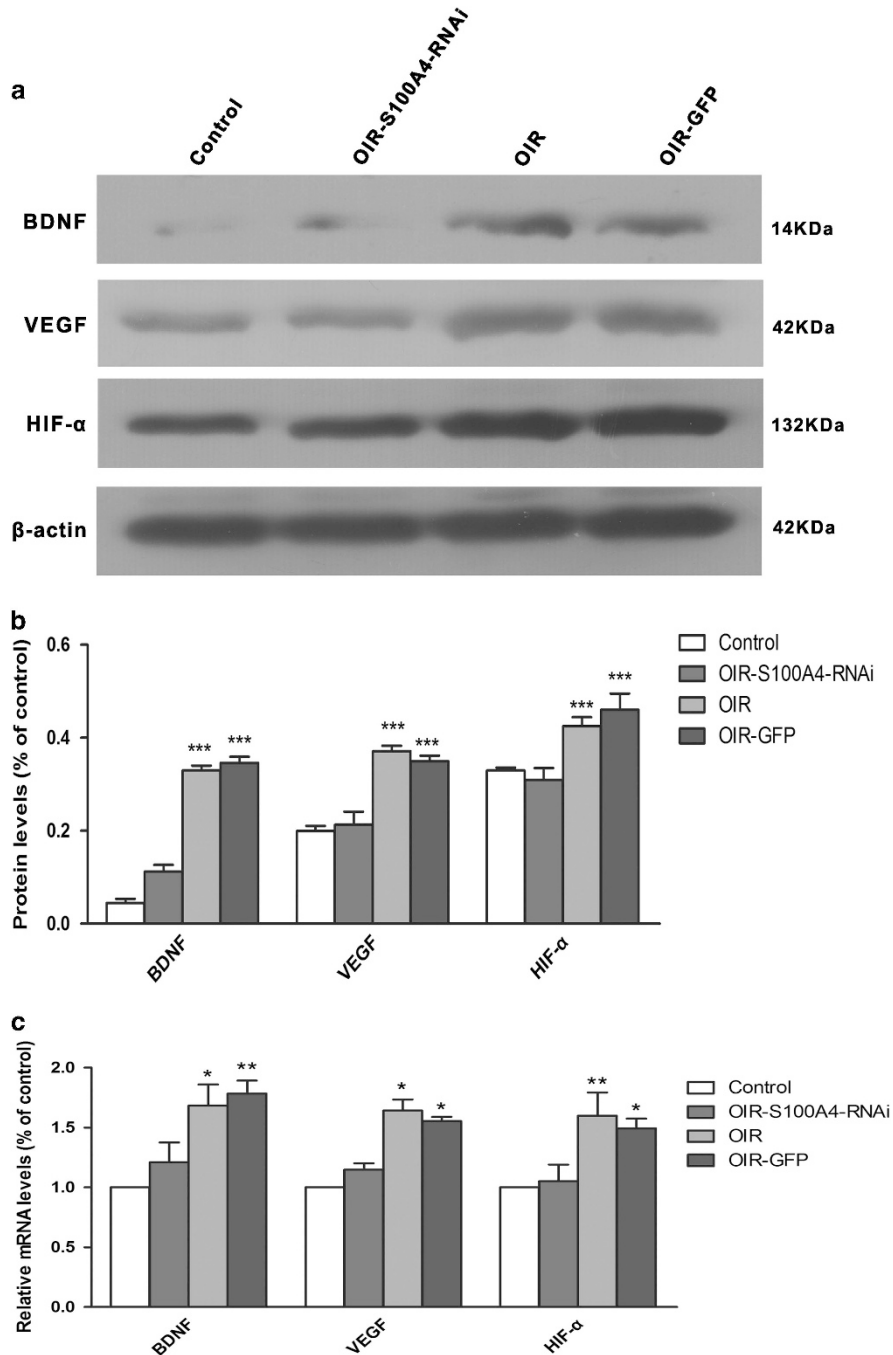 a
Control
OIR-S100A4-RNAi
OIR
OIR-GFP
BDNF
14KDa
VEGF
42KDa
HIF-α
132KDa
β-actin
42KDa
b
Protein levels (% of control)
0.6
0.4
0.2
0.0
*** ***
*** ***
*** ***
BDNF
VEGF
HIF-α
Control
OIR-S100A4-RNAi
OIR
OIR-GFP
c
Relative mRNA levels (% of control)
2.0
1.5
1.0
0.5
0.0
* **
* *
** *
BDNF
VEGF
HIF-α
Control
OIR-S100A4-RNAi
OIR
OIR-GFP